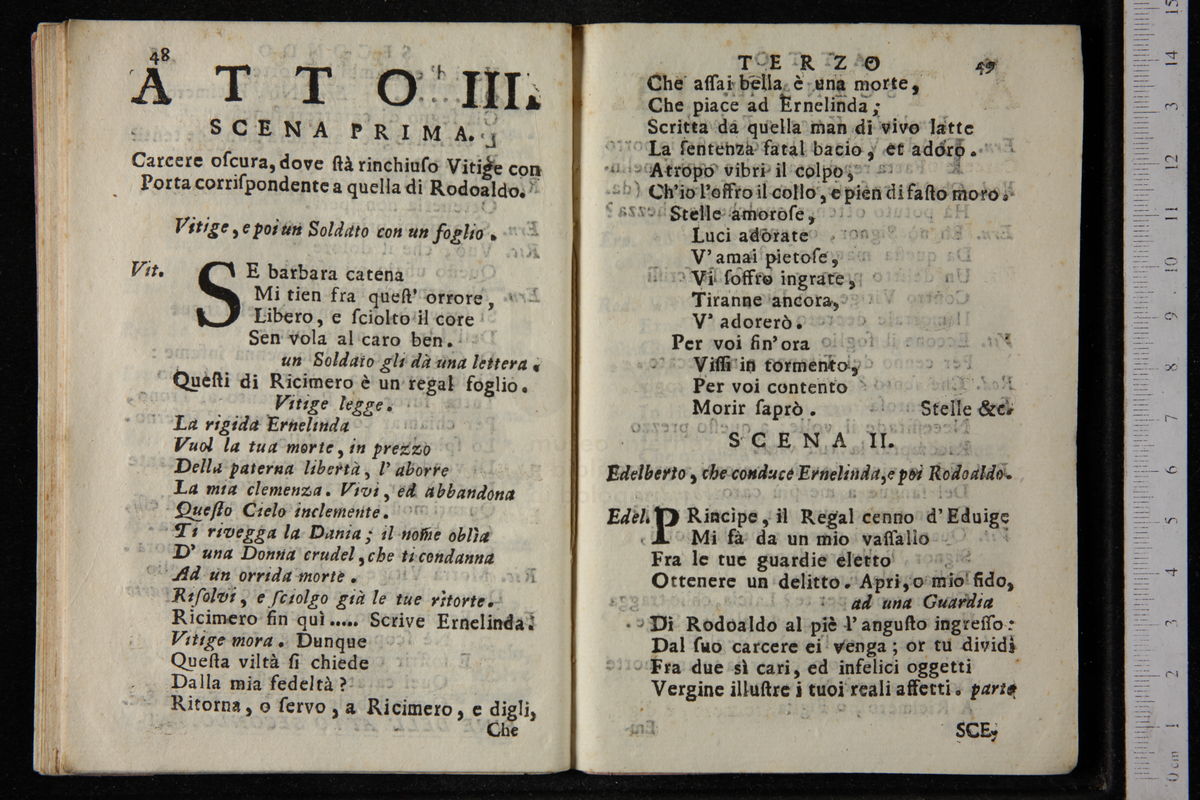 48
ATTO III.
SCENA PRIMA.
Carcere oſcura, dove ſtà rinchiuſo Vitige con
Porta corriſpondente a quella di Rodoaldo.
Vitige, e poi un Soldato con un foglio.
Vit. SE barbara catena
Mi tien fra queſt' orrore,
Libero, e ſciolto il core
Sen vola al caro ben.
un Soldato gli dà una lettera.
Queſti di Ricimero è un regal foglio.
Vitige legge.
La rigida Ernelinda
Vuol la tua morte, in prezzo
Della paterna libertà, l'aborre
La mia clemenza. Vivi, ed abbandona
Queſto Cielo inclemente.
Ti rivegga la Dania; il nome oblìa
D' una Donna crudel, che ti condanna
Ad un orrida morte.
Riſolvi, e ſciolgo già le tue ritorte.
Ricimero fin quì ..... Scrive Ernelinda:
Vitige mora. Dunque
Queſta viltà ſi chiede
Dalla mia fedeltà?
Ritorna, o ſervo, a Ricimero, e digli,
Che
TERZO 49
Che aſſai bella è una morte,
Che piace ad Ernelinda;
Scritta da quella man di vivo latte
La ſentenza fatal bacio, et adoro.
Atropo vibri il colpo,
Ch'io l'offro il collo, e pien di faſto moro.
Stelle amoroſe,
Luci adorate
V' amai pietoſe,
Vi ſoffro ingrate,
Tiranne ancora,
V' adorerò.
Per voi ſin'ora
Viſſi in tormento,
Per voi contento
Morir ſaprò. Stelle &c.
SCENA II.
Edelberto, che conduce Ernelinda, e poi Rodoaldo.
Edel. PRincipe, il Regal cenno d'Eduige
Mi fà da un mio vaſſallo
Fra le tue guardie eletto
Ottenere un delitto. Apri, o mio fido,
ad una Guardia
Di Rodoaldo al piè l'anguſto ingreſſo:
Dal ſuo carcere ei venga; or tu dividi
Fra due sì cari, ed infelici oggetti
Vergine illuſtre i tuoi reali affetti. parte
SCE-